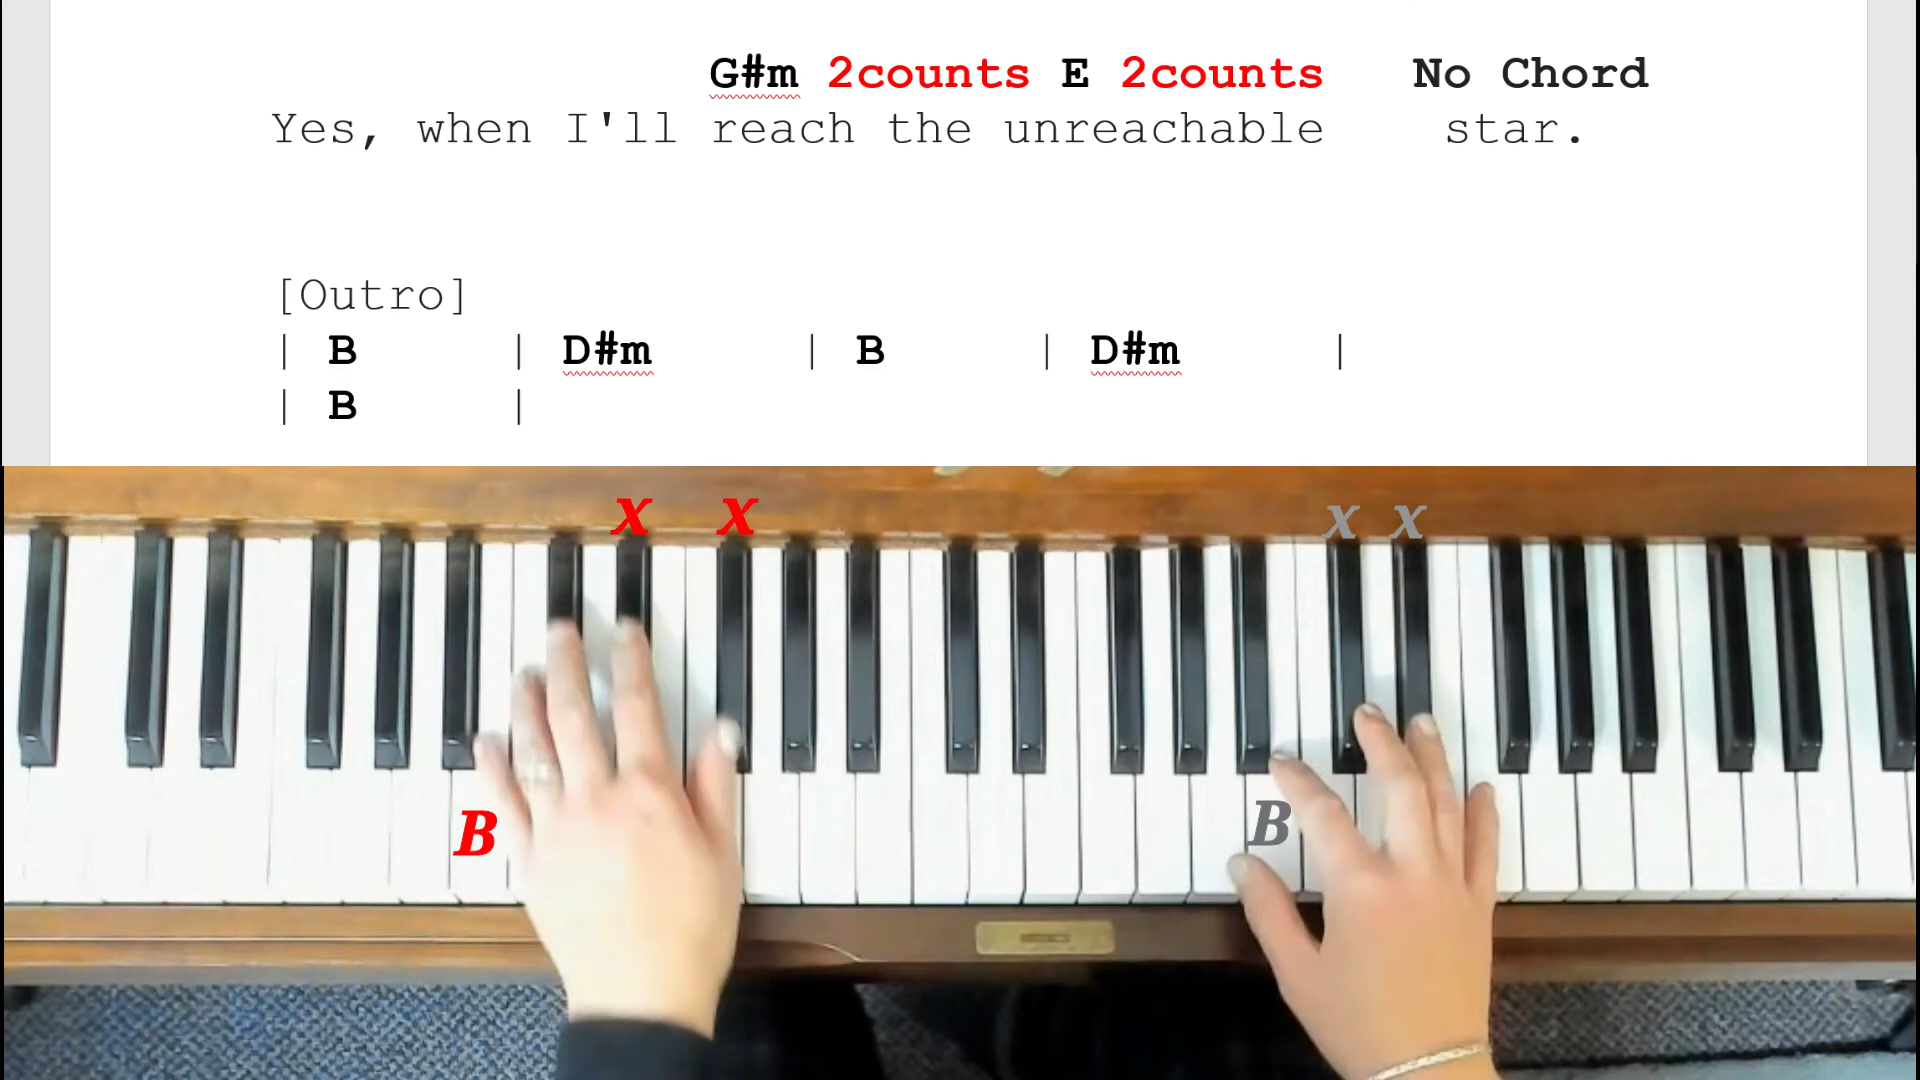 G#m 2counts E 2counts No Chord
Yes, when I'll reach the unreachable star.
[Outro]
| B | D#m | B | D#m |
| B |
x x x x
B B